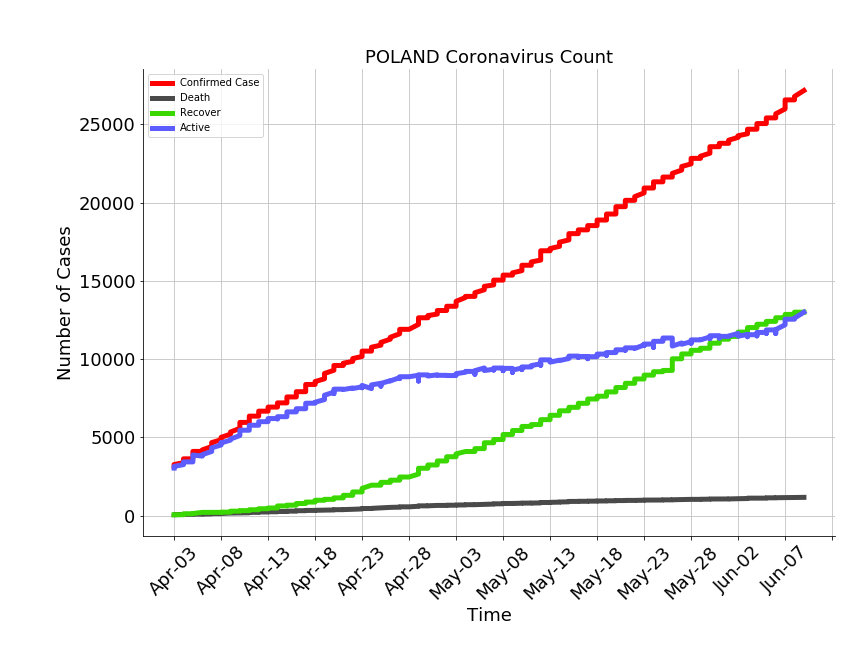 POLAND Coronavirus Count
Confirmed Case
Death
Recover
Active
Number of Cases
25000
20000
15000
10000
5000
0
Apr-03
Apr-08
Apr-13
Apr-18
Apr-23
Apr-28
May-03
May-08
May-13
May-18
May-23
May-28
Jun-02
Jun-07
Time